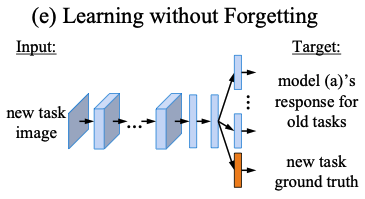 (e) Learning without Forgetting
Input:
Target:
new task
image
...
...
model (a)'s
response for
old tasks
new task
ground truth